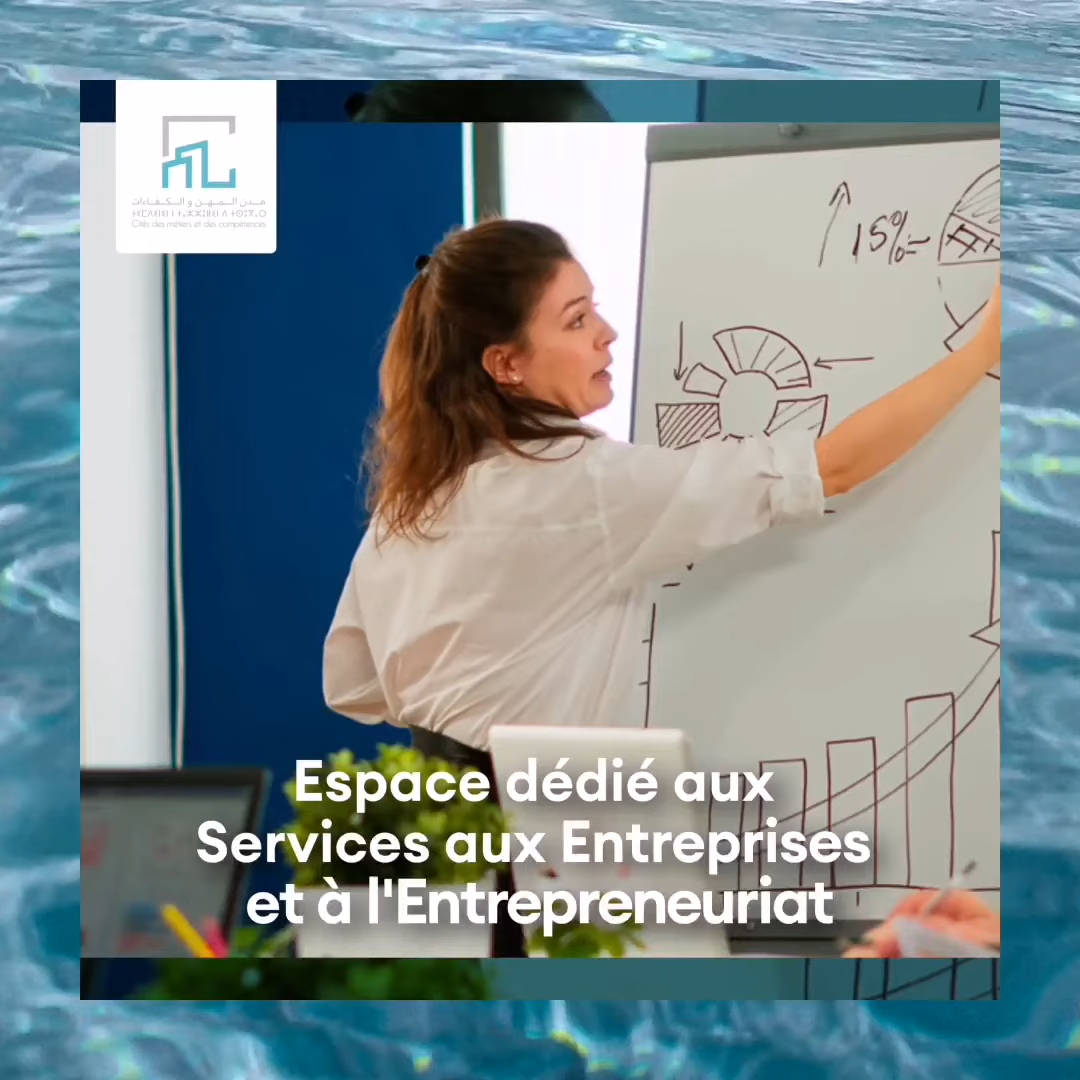 مدن المهن و الكفاءات
Cités des métiers et des compétences
15%
Espace dédié aux
Services aux Entreprises
et à l'Entrepreneuriat